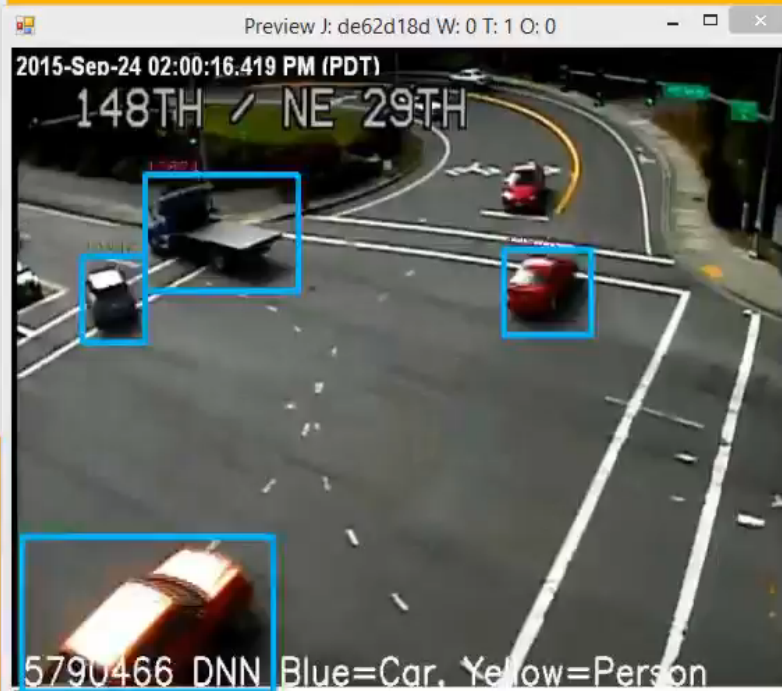 Preview J: de62d18d W: 0 T: 1 O: 0
2015-Sep-24 02:00:16.419 PM (PDT)
148TH / NE 29TH
5790466 DNN Blue=Car, Yellow=Person